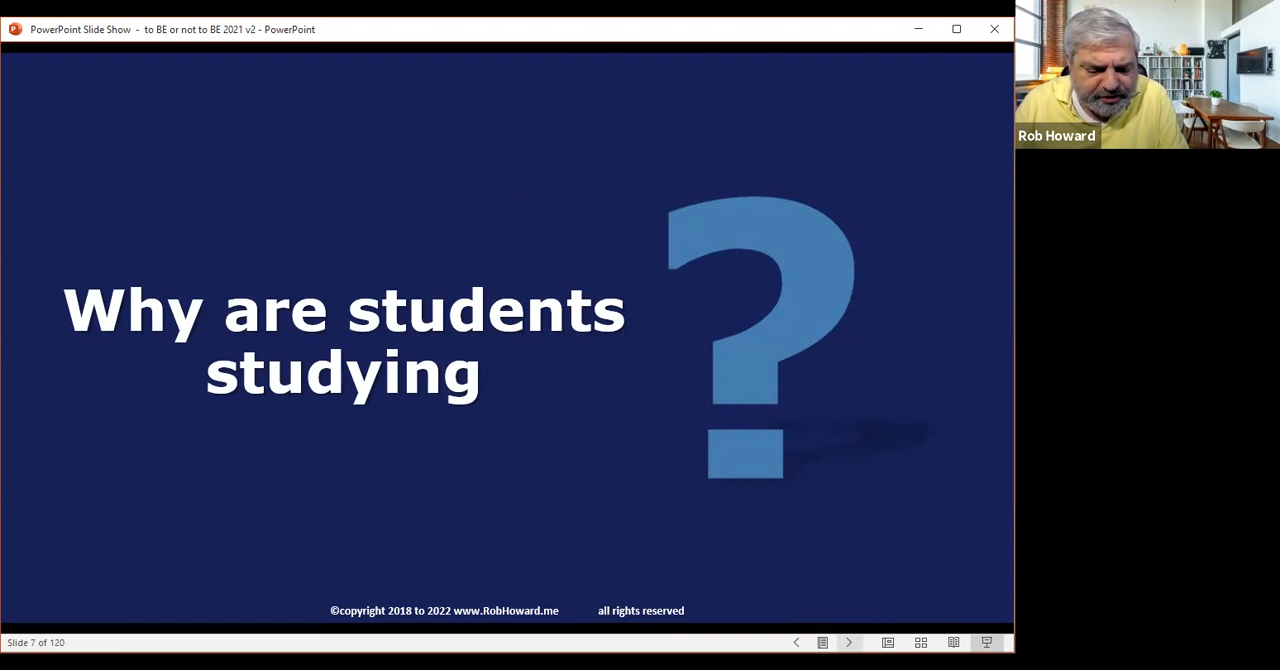 PowerPoint Slide Show - to BE or not to BE 2021 v2 - PowerPoint
Rob Howard
Why are students
studying
?
©copyright 2018 to 2022 www.RobHoward.me all rights reserved
Slide 7 of 120